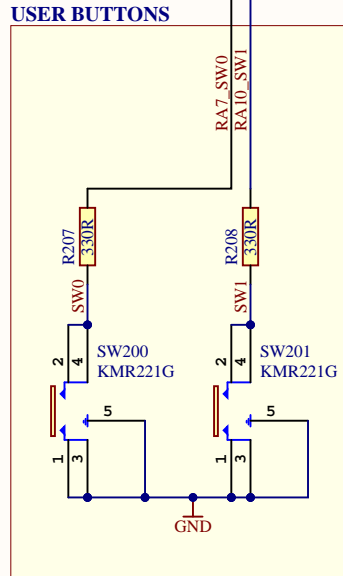 USER BUTTONS
RA7_SW0
RA10_SW1
R207
330R
R208
330R
SW0
SW1
2
4
SW200
KMR221G
2
4
SW201
KMR221G
5
5
1
3
1
3
GND